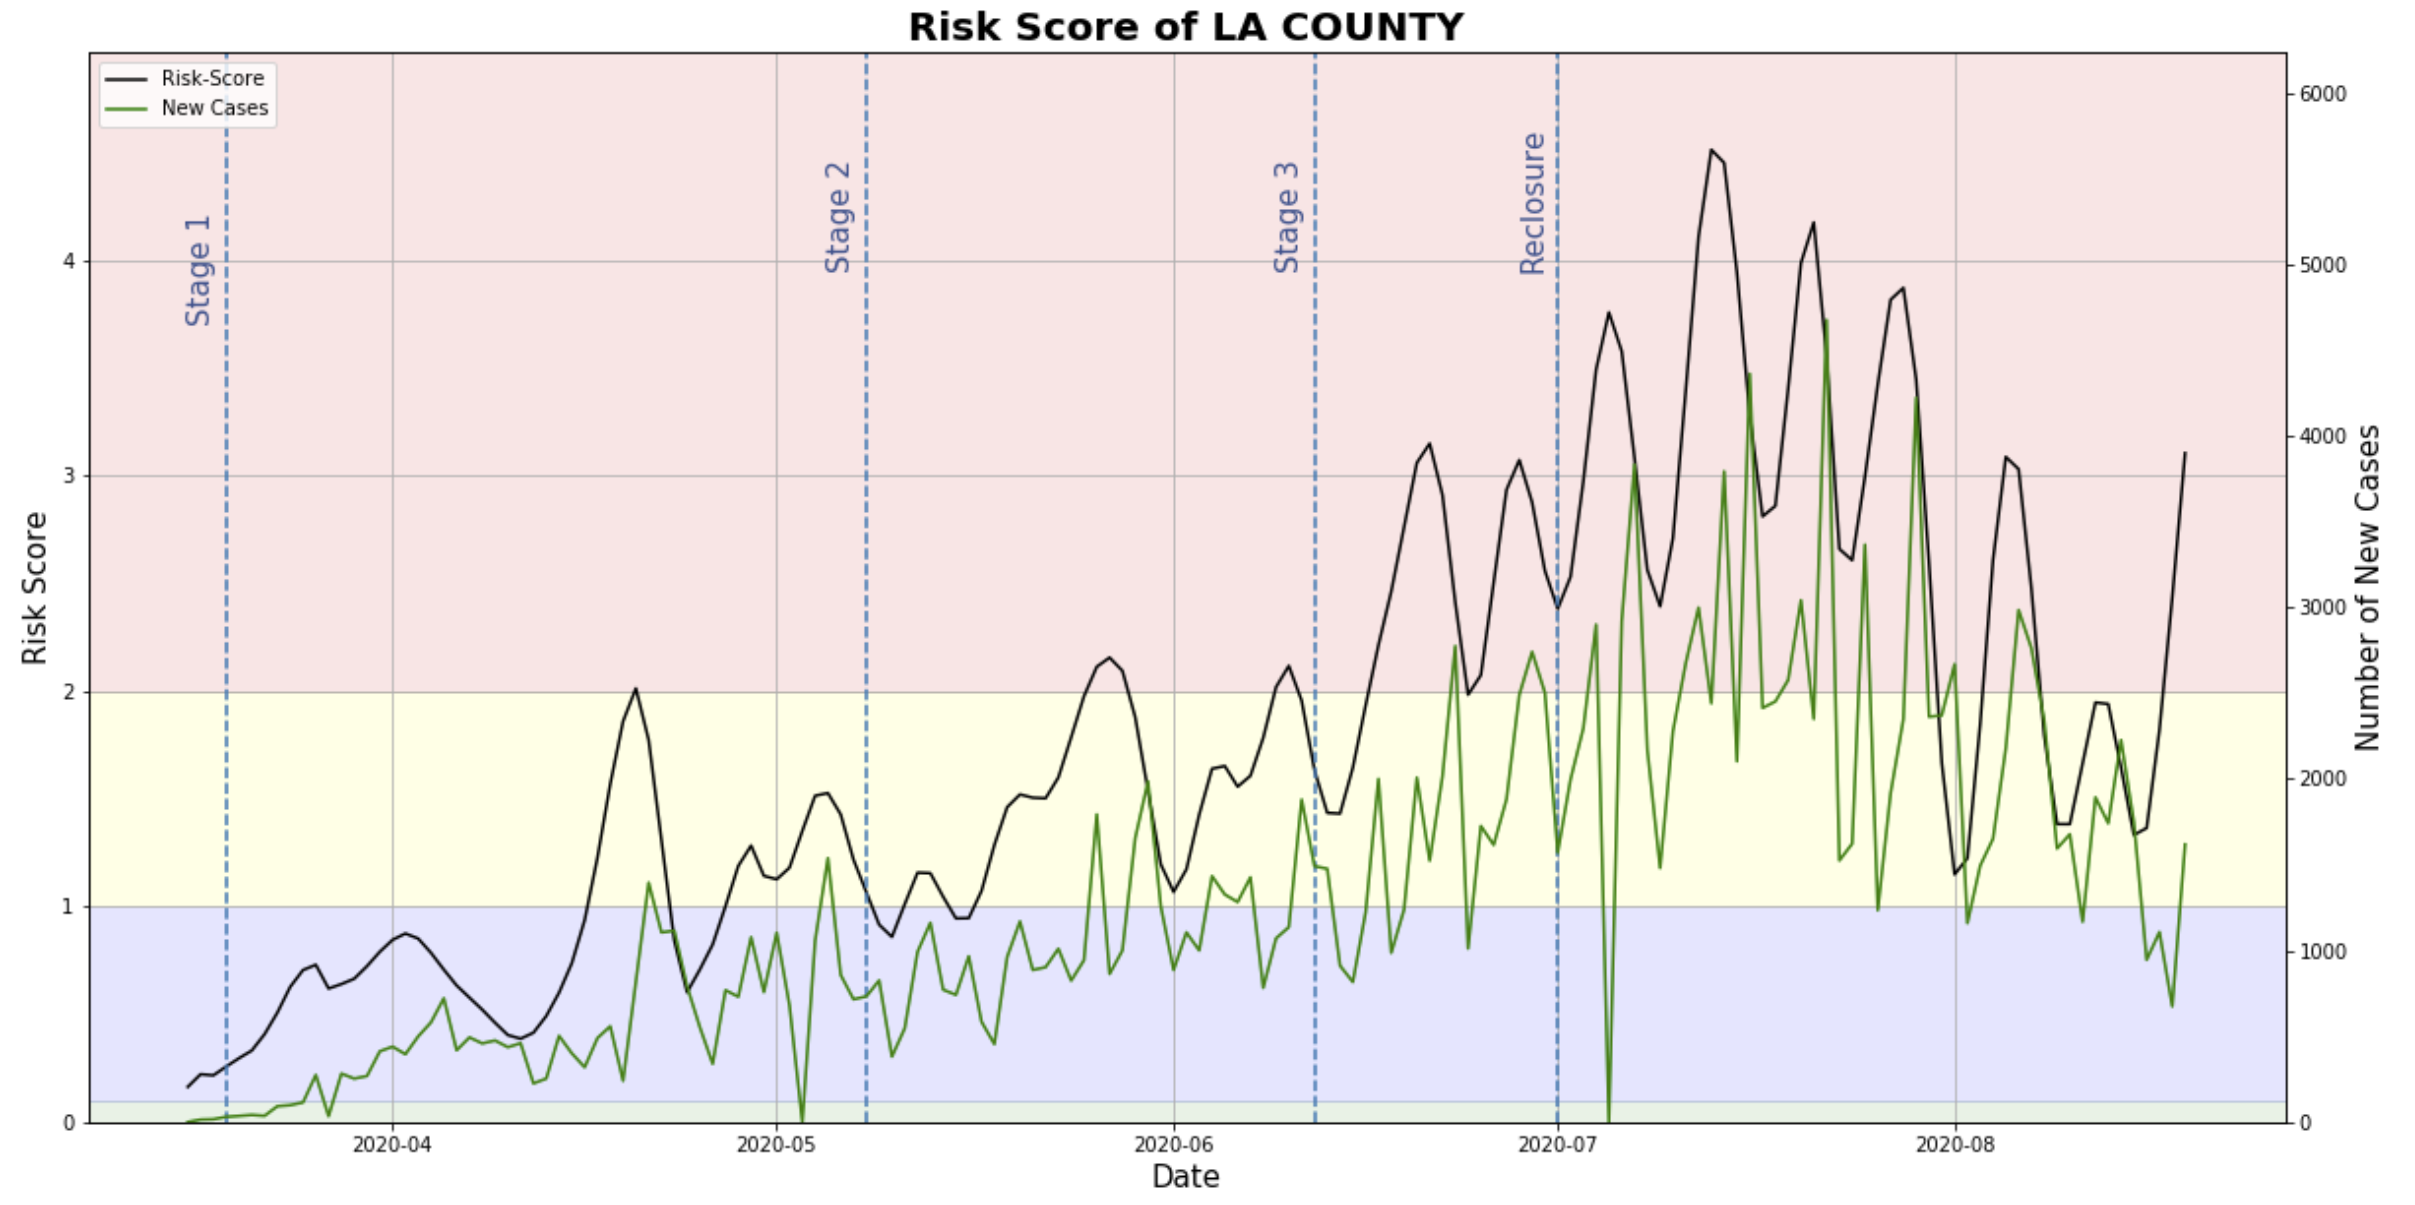 Risk Score of LA COUNTY
Risk-Score
New Cases
Stage 1
Stage 2
Stage 3
Reclosure
Risk Score
4
3
2
1
0
6000
5000
4000
3000
2000
1000
0
Number of New Cases
2020-04
2020-05
2020-06
2020-07
2020-08
Date